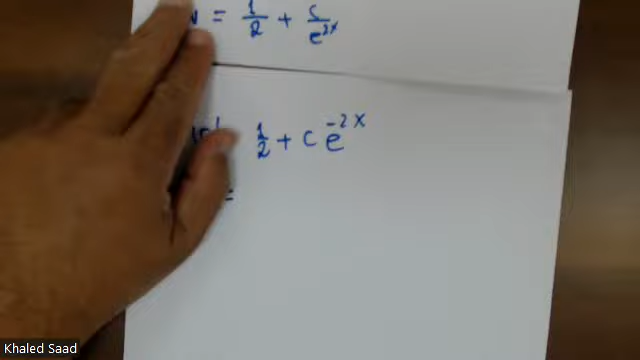 = 1/2 + c/e^{2x}
1/2 + c e^{-2x}
=
Khaled Saad